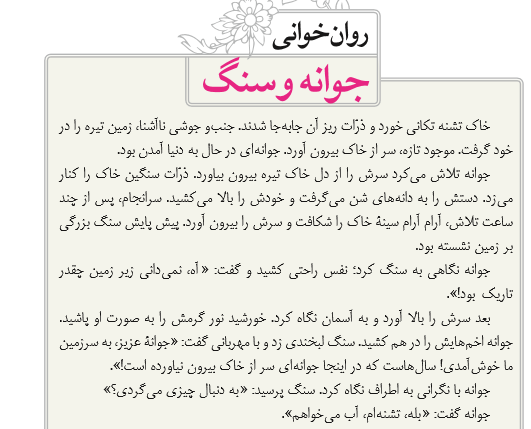 روان‌خوانی
جوانه و سنگ
خاک تشنه تکانی خورد و ذرّات ریز آن جابه‌جا شدند. جنب‌و جوشی ناآشنا، زمین تیره را در
خود گرفت. موجود تازه، سر از خاک بیرون آورد. جوانه‌ای در حال به دنیا آمدن بود.
جوانه تلاش می‌کرد سرش را از دل خاک تیره بیرون بیاورد. ذرّات سنگین خاک را کنار
می‌زد. دستش را به دانه‌های شن می‌گرفت و خودش را بالا می‌کشید. سرانجام، پس از چند
ساعت تلاش، آرام آرام سینهٔ خاک را شکافت و سرش را بیرون آورد. پیش پایش سنگ بزرگی
بر زمین نشسته بود.
جوانه نگاهی به سنگ کرد؛ نفس راحتی کشید و گفت: « آه، نمی‌دانی زیر زمین چقدر
تاریک بود!».
بعد سرش را بالا آورد و به آسمان نگاه کرد. خورشید نور گرمش را به صورت او پاشید.
جوانه اخم‌هایش را در هم کشید. سنگ لبخندی زد و با مهربانی گفت: «جوانهٔ عزیز، به سرزمین
ما خوش‌آمدی! سال‌هاست که در اینجا جوانه‌ای سر از خاک بیرون نیاورده است!».
جوانه با نگرانی به اطراف نگاه کرد. سنگ پرسید: «به دنبال چیزی می‌گردی؟»
جوانه گفت: «بله، تشنه‌ام، آب می‌خواهم».